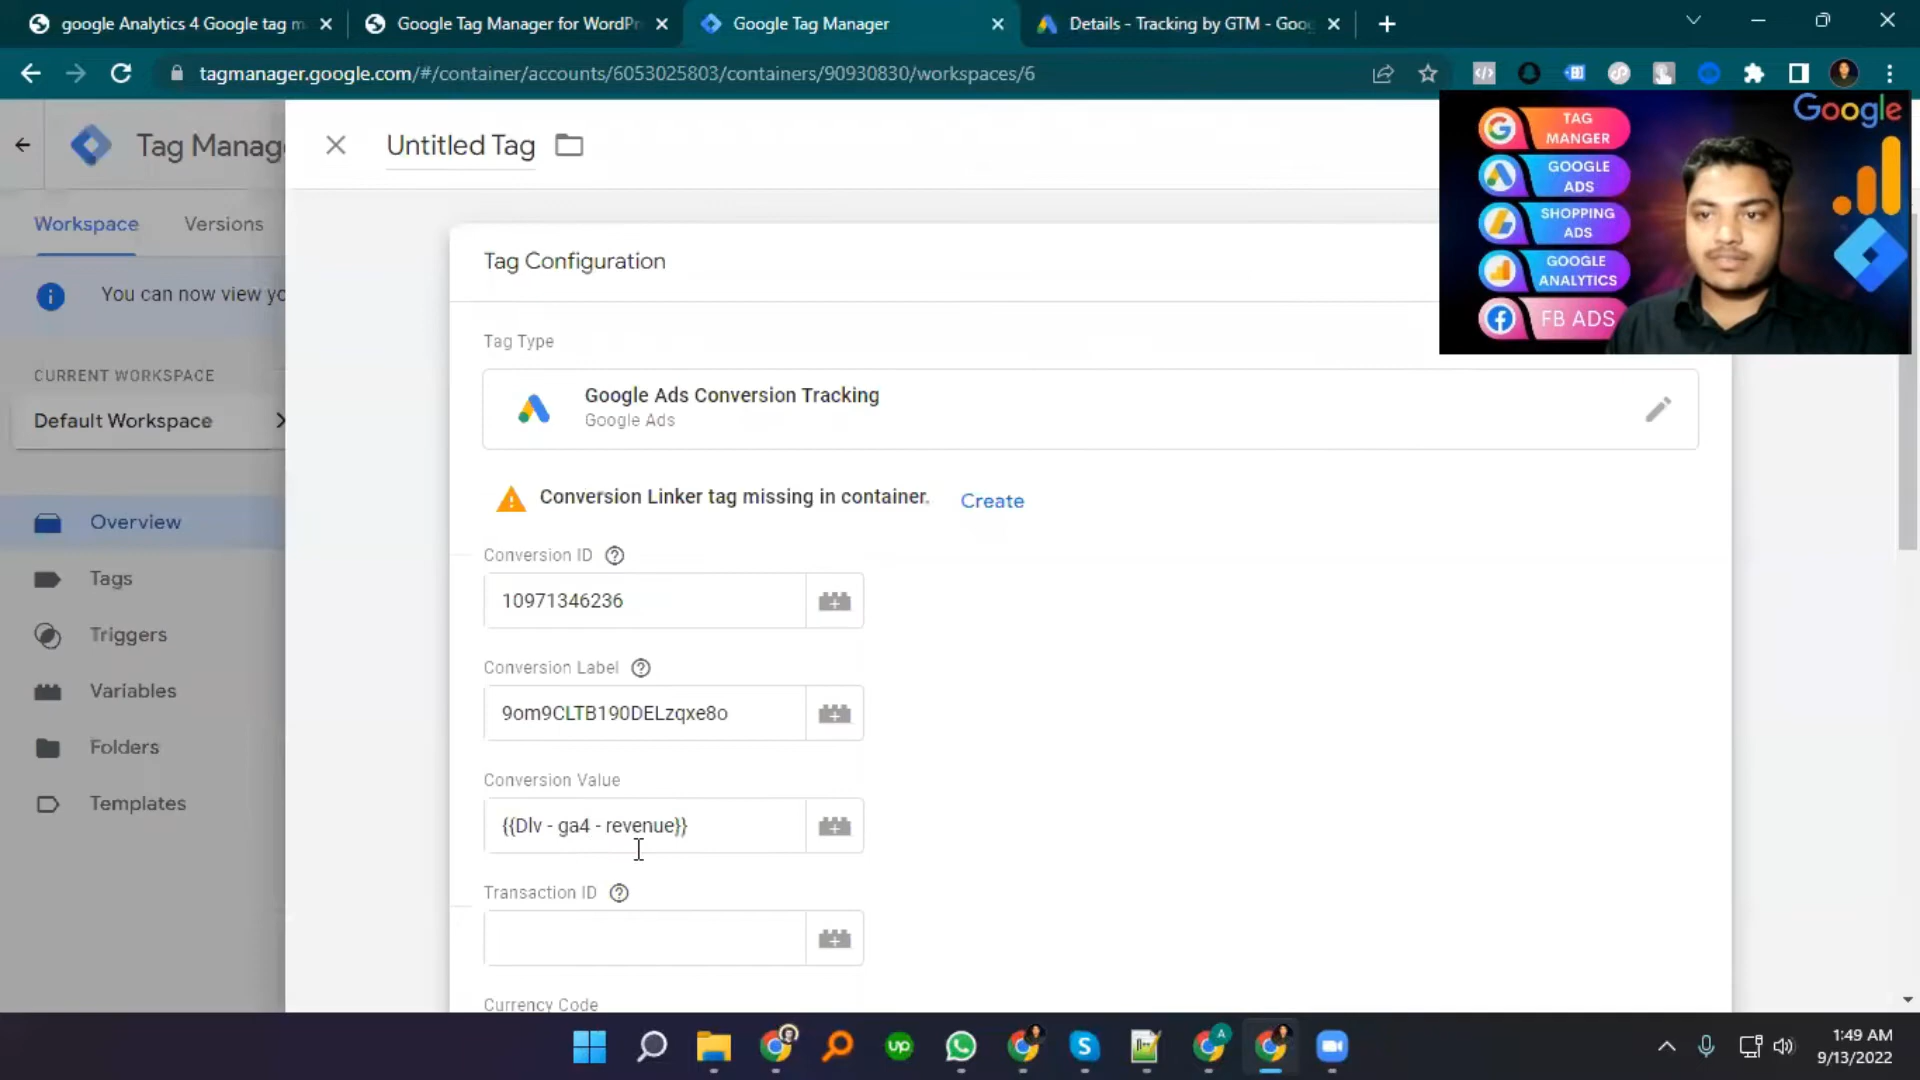 google Analytics 4 Google tag m
Google Tag Manager for WordPr
Google Tag Manager
Details - Tracking by GTM - Goo
tagmanager.google.com/#/container/accounts/6053025803/containers/90930830/workspaces/6
Google
TAG
MANGER
GOOGLE
ADS
SHOPPING
ADS
GOOGLE
ANALYTICS
FB ADS
Tag Manag
Untitled Tag
Workspace
Versions
You can now view yo
CURRENT WORKSPACE
Default Workspace
Overview
Tags
Triggers
Variables
Folders
Templates
Tag Configuration
Tag Type
Google Ads Conversion Tracking
Google Ads
Conversion Linker tag missing in container.
Create
Conversion ID
10971346236
Conversion Label
9om9CLTB190DELzqxe8o
Conversion Value
{{Dlv - ga4 - revenue}}
Transaction ID
Currency Code
up
1:49 AM
9/13/2022